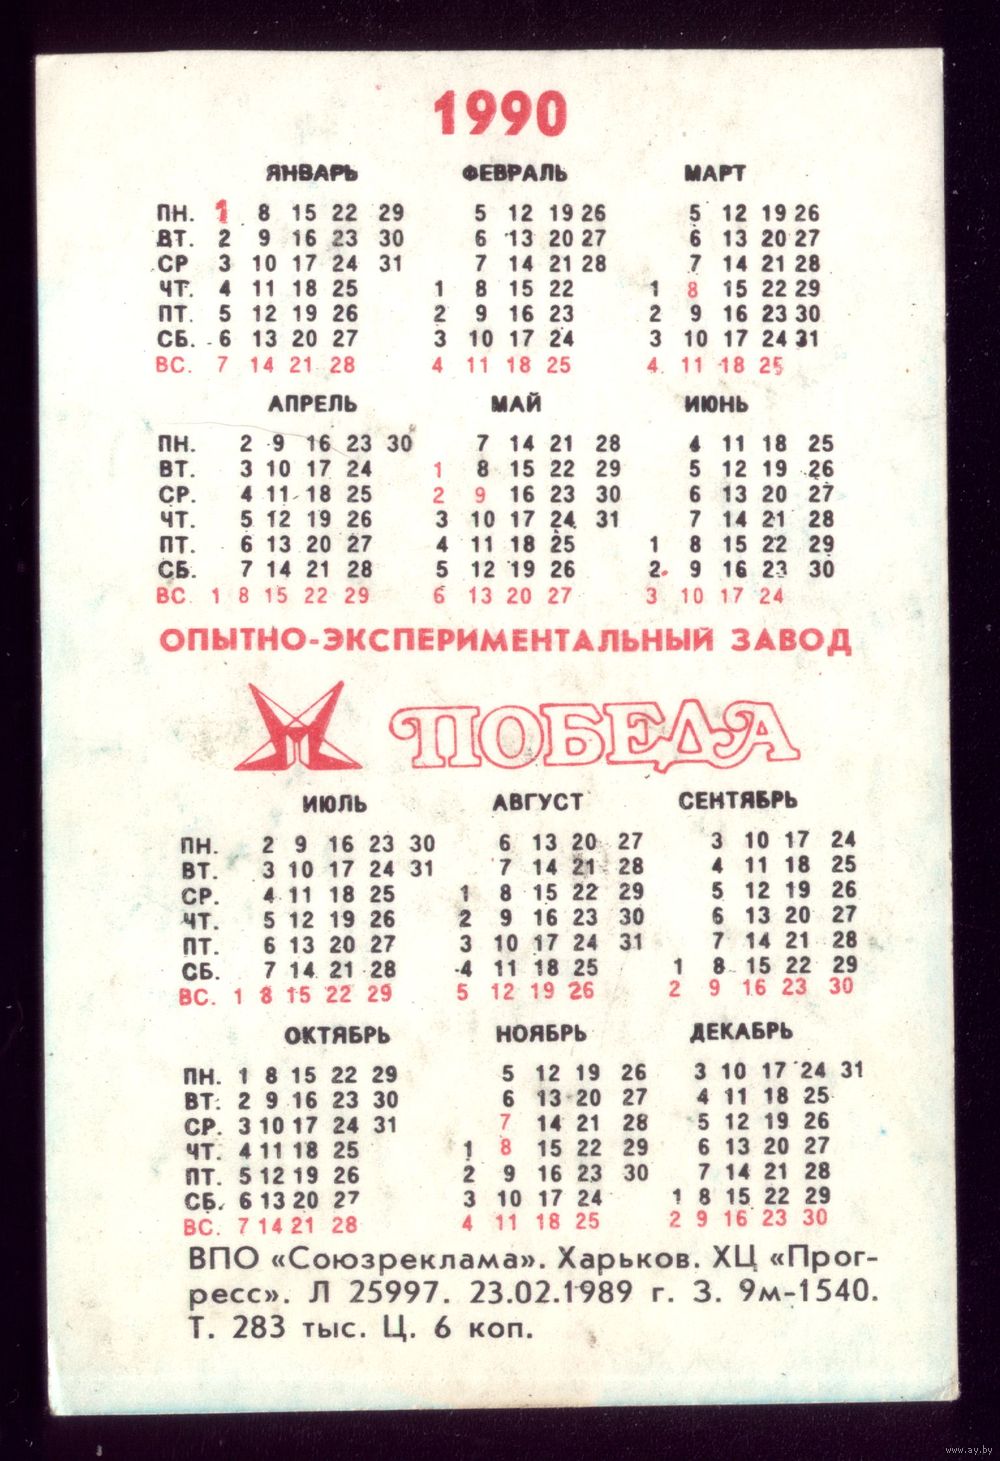 1990
ЯНВАРЬ ФЕВРАЛЬ МАРТ
ПН. 1 8 15 22 29 5 12 19 26 5 12 19 26
ВТ. 2 9 16 23 30 6 13 20 27 6 13 20 27
СР 3 10 17 24 31 7 14 21 28 7 14 21 28
ЧТ. 4 11 18 25 1 8 15 22 1 8 15 22 29
ПТ. 5 12 19 26 2 9 16 23 2 9 16 23 30
СБ. 6 13 20 27 3 10 17 24 3 10 17 24 31
ВС. 7 14 21 28 4 11 18 25 4 11 18 25
АПРЕЛЬ МАЙ ИЮНЬ
ПН. 2 9 16 23 30 7 14 21 28 4 11 18 25
ВТ. 3 10 17 24 1 8 15 22 29 5 12 19 26
СР. 4 11 18 25 2 9 16 23 30 6 13 20 27
ЧТ. 5 12 19 26 3 10 17 24 31 7 14 21 28
ПТ. 6 13 20 27 4 11 18 25 1 8 15 22 29
СБ. 7 14 21 28 5 12 19 26 2 9 16 23 30
ВС 1 8 15 22 29 6 13 20 27 3 10 17 24
ОПЫТНО-ЭКСПЕРИМЕНТАЛЬНЫЙ ЗАВОД
ПОБЕДА
ИЮЛЬ АВГУСТ СЕНТЯБРЬ
ПН. 2 9 16 23 30 6 13 20 27 3 10 17 24
ВТ. 3 10 17 24 31 7 14 21 28 4 11 18 25
СР. 4 11 18 25 1 8 15 22 29 5 12 19 26
ЧТ. 5 12 19 26 2 9 16 23 30 6 13 20 27
ПТ. 6 13 20 27 3 10 17 24 31 7 14 21 28
СБ. 7 14 21 28 4 11 18 25 1 8 15 22 29
ВС. 1 8 15 22 29 5 12 19 26 2 9 16 23 30
ОКТЯБРЬ НОЯБРЬ ДЕКАБРЬ
ПН. 1 8 15 22 29 5 12 19 26 3 10 17 24 31
ВТ. 2 9 16 23 30 6 13 20 27 4 11 18 25
СР. 3 10 17 24 31 7 14 21 28 5 12 19 26
ЧТ. 4 11 18 25 1 8 15 22 29 6 13 20 27
ПТ. 5 12 19 26 2 9 16 23 30 7 14 21 28
СБ. 6 13 20 27 3 10 17 24 1 8 15 22 29
ВС. 7 14 21 28 4 11 18 25 2 9 16 23 30
ВПО «Союзреклама». Харьков. ХЦ «Прог-
ресс». Л 25997. 23.02.1989 г. З. 9м-1540.
Т. 283 тыс. Ц. 6 коп.
www.ay.by